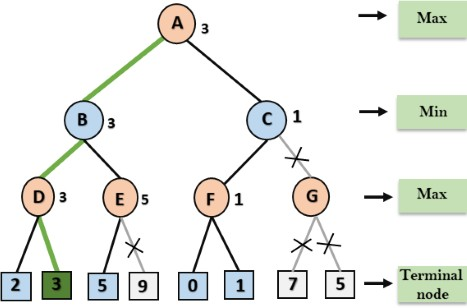 A 3 Max
B 3 C 1 Min
D 3 E 5 F 1 G Max
2 3 5 9 0 1 7 5 Terminal
node